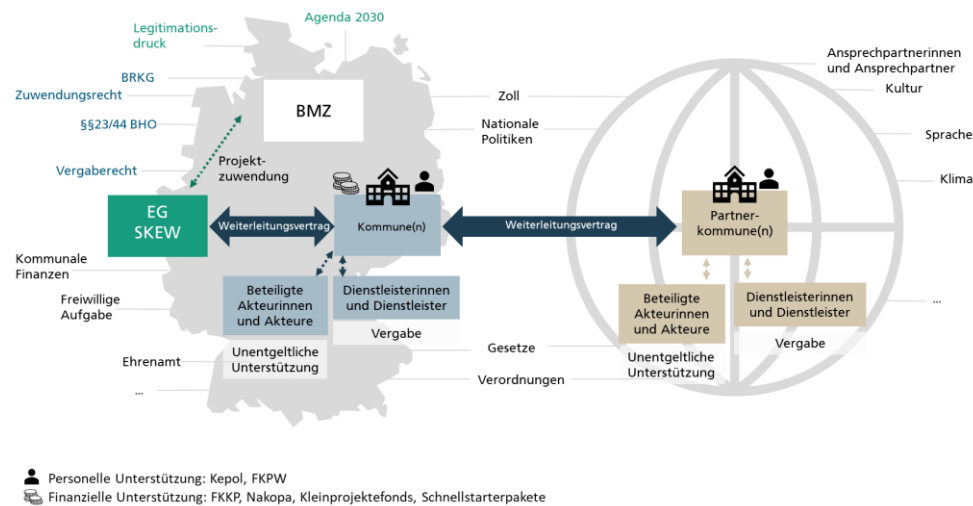 Agenda 2030
Legitimations-
druck
BRKG
Zuwendungsrecht
§§23/44 BHO
Vergaberecht
BMZ
Projekt-
zuwendung
Zoll
Nationale
Politiken
Ansprechpartnerinnen
und Ansprechpartner
Kultur
Sprache
Klima
EG
SKEW
Weiterleitungsvertrag
Kommune(n)
Weiterleitungsvertrag
Partner-
kommune(n)
Kommunale
Finanzen
Freiwillige
Aufgabe
Ehrenamt
...
Beteiligte
Akteurinnen
und Akteure
Unentgeltliche
Unterstützung
Dienstleisterinnen
und Dienstleister
Vergabe
Gesetze
Verordnungen
Beteiligte
Akteurinnen
und Akteure
Unentgeltliche
Unterstützung
Dienstleisterinnen
und Dienstleister
Vergabe
...
Personelle Unterstützung: Kepol, FKPW
Finanzielle Unterstützung: FKKP, Nakopa, Kleinprojektefonds, Schnellstarterpakete